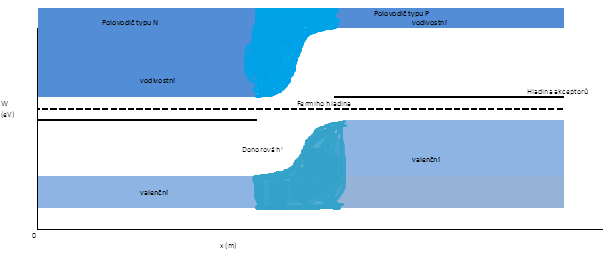 Polovodič typu N
Polovodič typu P
vodivostní
vodivostní
Hladina akceptorů
W
(eV)
Fermiho hladina
Donorová h
valenční
valenční
0
x (m)